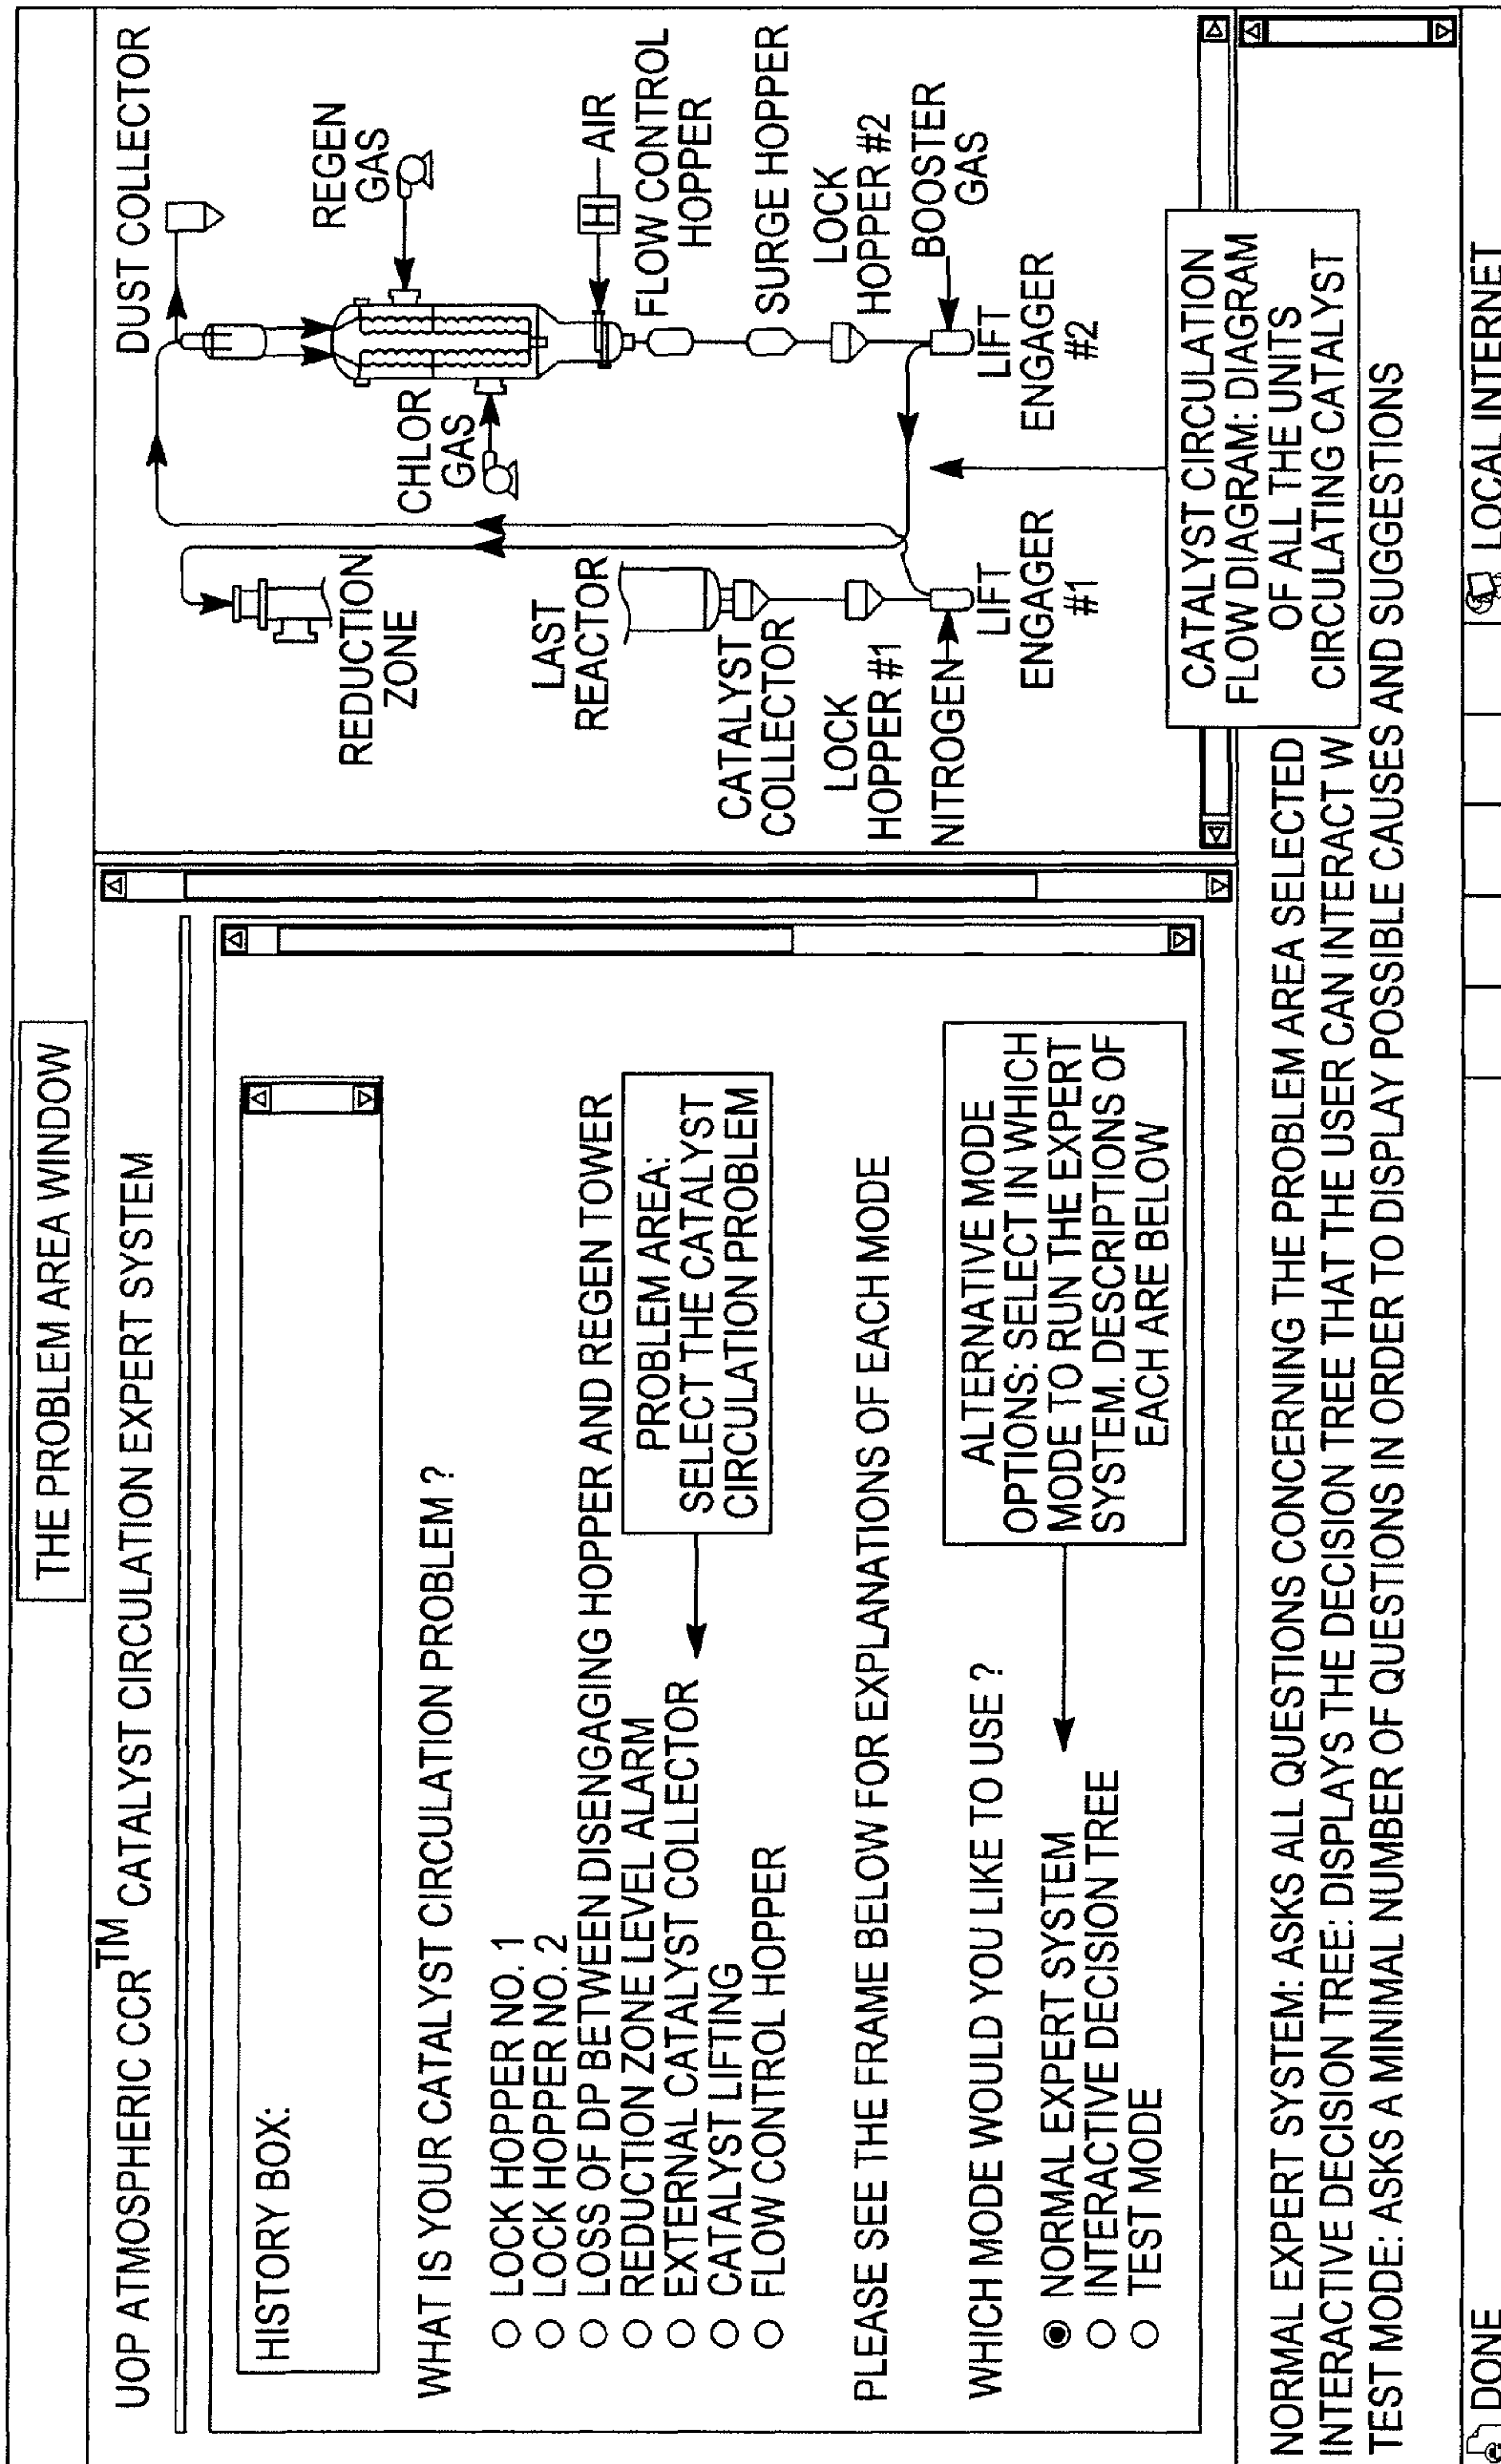 THE PROBLEM AREA WINDOW
UOP ATMOSPHERIC CCR™ CATALYST CIRCULATION EXPERT SYSTEM
HISTORY BOX:
WHAT IS YOUR CATALYST CIRCULATION PROBLEM ?
LOCK HOPPER NO. 1
LOCK HOPPER NO. 2
LOSS OF DP BETWEEN DISENGAGING HOPPER AND REGEN TOWER
REDUCTION ZONE LEVEL ALARM
EXTERNAL CATALYST COLLECTOR
CATALYST LIFTING
FLOW CONTROL HOPPER
PROBLEM AREA:
SELECT THE CATALYST
CIRCULATION PROBLEM
PLEASE SEE THE FRAME BELOW FOR EXPLANATIONS OF EACH MODE
WHICH MODE WOULD YOU LIKE TO USE ?
NORMAL EXPERT SYSTEM
INTERACTIVE DECISION TREE
TEST MODE
ALTERNATIVE MODE
OPTIONS: SELECT IN WHICH
MODE TO RUN THE EXPERT
SYSTEM. DESCRIPTIONS OF
EACH ARE BELOW
DUST COLLECTOR
REDUCTION
ZONE
REGEN
GAS
CHLOR
GAS
LAST
REACTOR
H
AIR
FLOW CONTROL
HOPPER
CATALYST
COLLECTOR
SURGE HOPPER
LOCK
HOPPER #1
LOCK
HOPPER #2
NITROGEN
BOOSTER
GAS
LIFT
ENGAGER
#1
LIFT
ENGAGER
#2
CATALYST CIRCULATION
FLOW DIAGRAM: DIAGRAM
OF ALL THE UNITS
CIRCULATING CATALYST
NORMAL EXPERT SYSTEM: ASKS ALL QUESTIONS CONCERNING THE PROBLEM AREA SELECTED
INTERACTIVE DECISION TREE: DISPLAYS THE DECISION TREE THAT THE USER CAN INTERACT W
TEST MODE: ASKS A MINIMAL NUMBER OF QUESTIONS IN ORDER TO DISPLAY POSSIBLE CAUSES AND SUGGESTIONS
DONE
LOCAL INTERNET